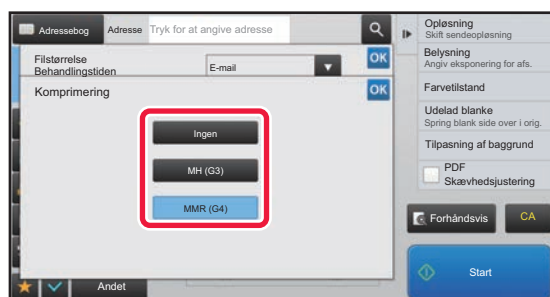 Adressebog
Adresse
Tryk for at angive adresse
Filstørrelse
Behandlingstiden
E-mail
OK
Komprimering
OK
Ingen
MH (G3)
MMR (G4)
Andet
Opløsning
Skift sendeopløsning
Belysning
Angiv eksponering for afs.
Farvetilstand
Udelad blanke
Spring blank side over i orig.
Tilpasning af baggrund
PDF
Skævhedsjustering
Forhåndsvis
CA
Start